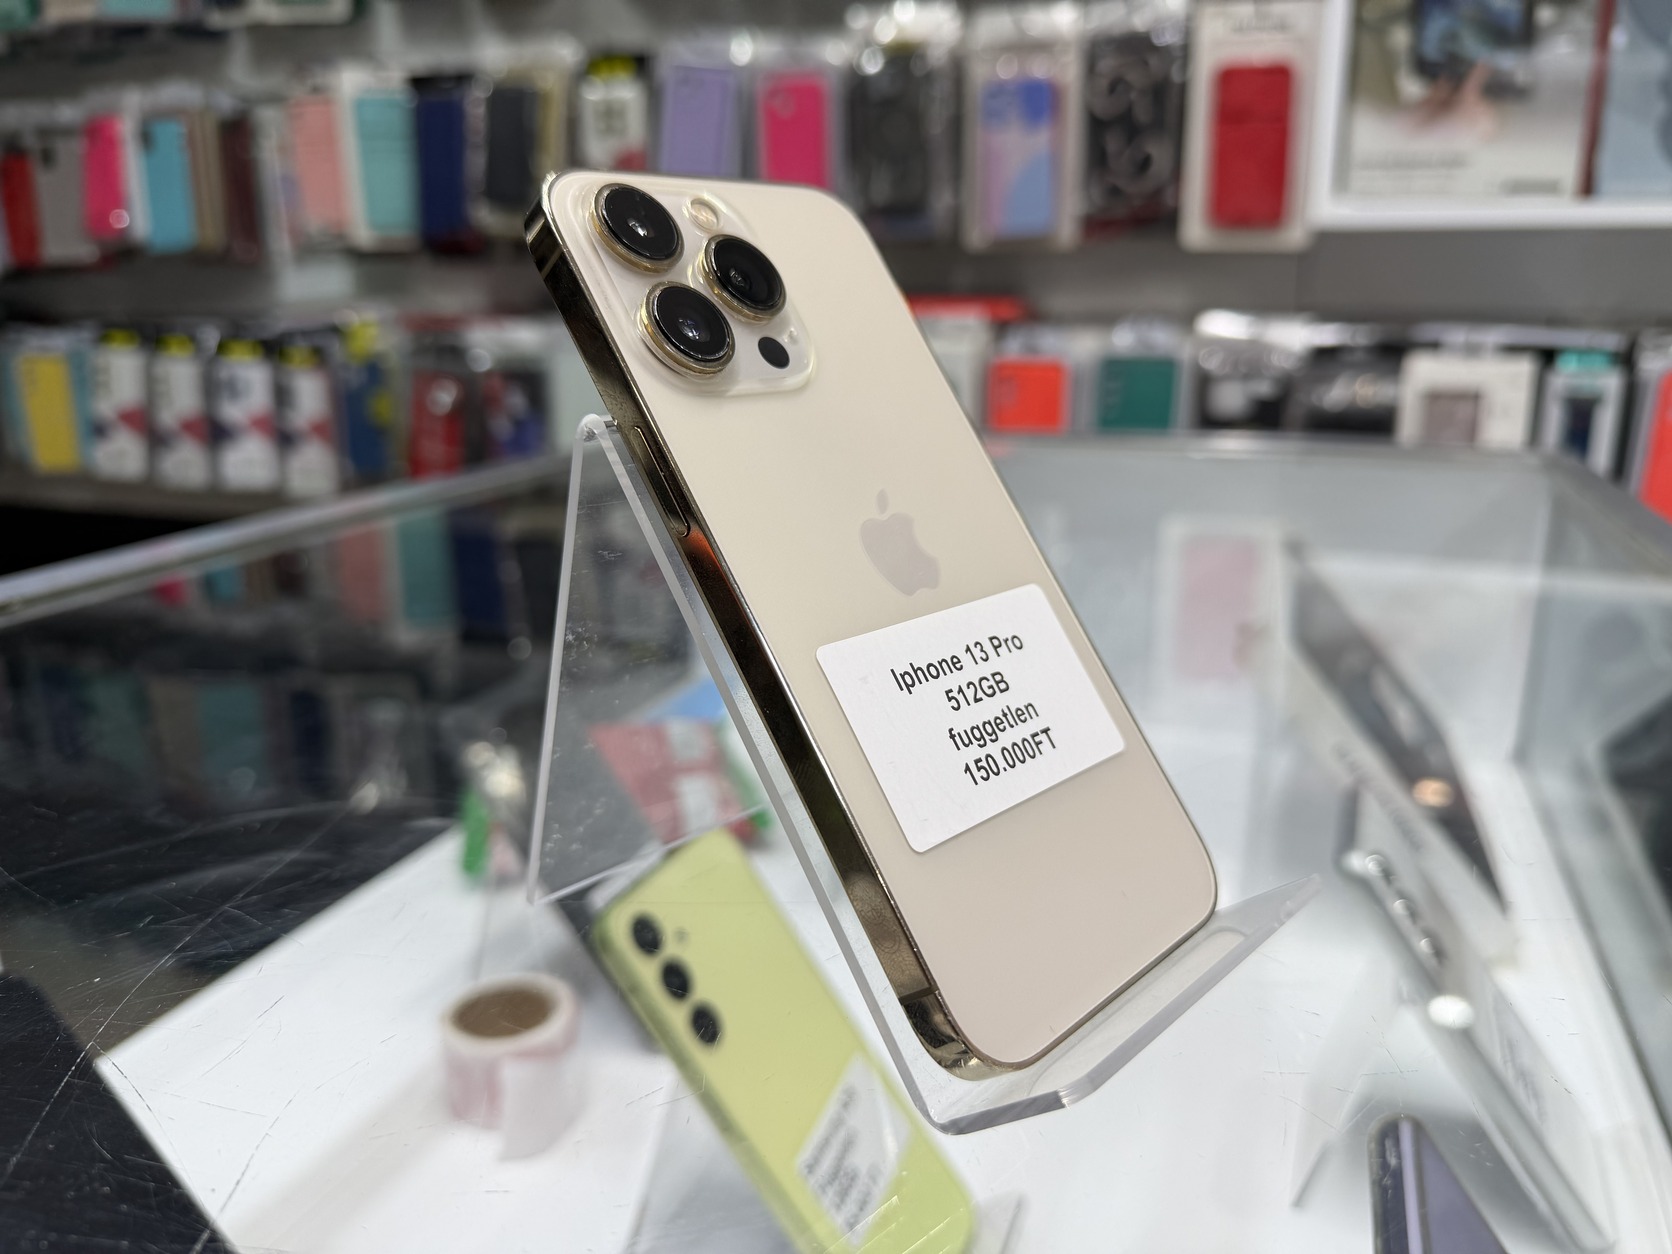 Iphone 13 Pro
512GB
fuggetlen
150.000FT